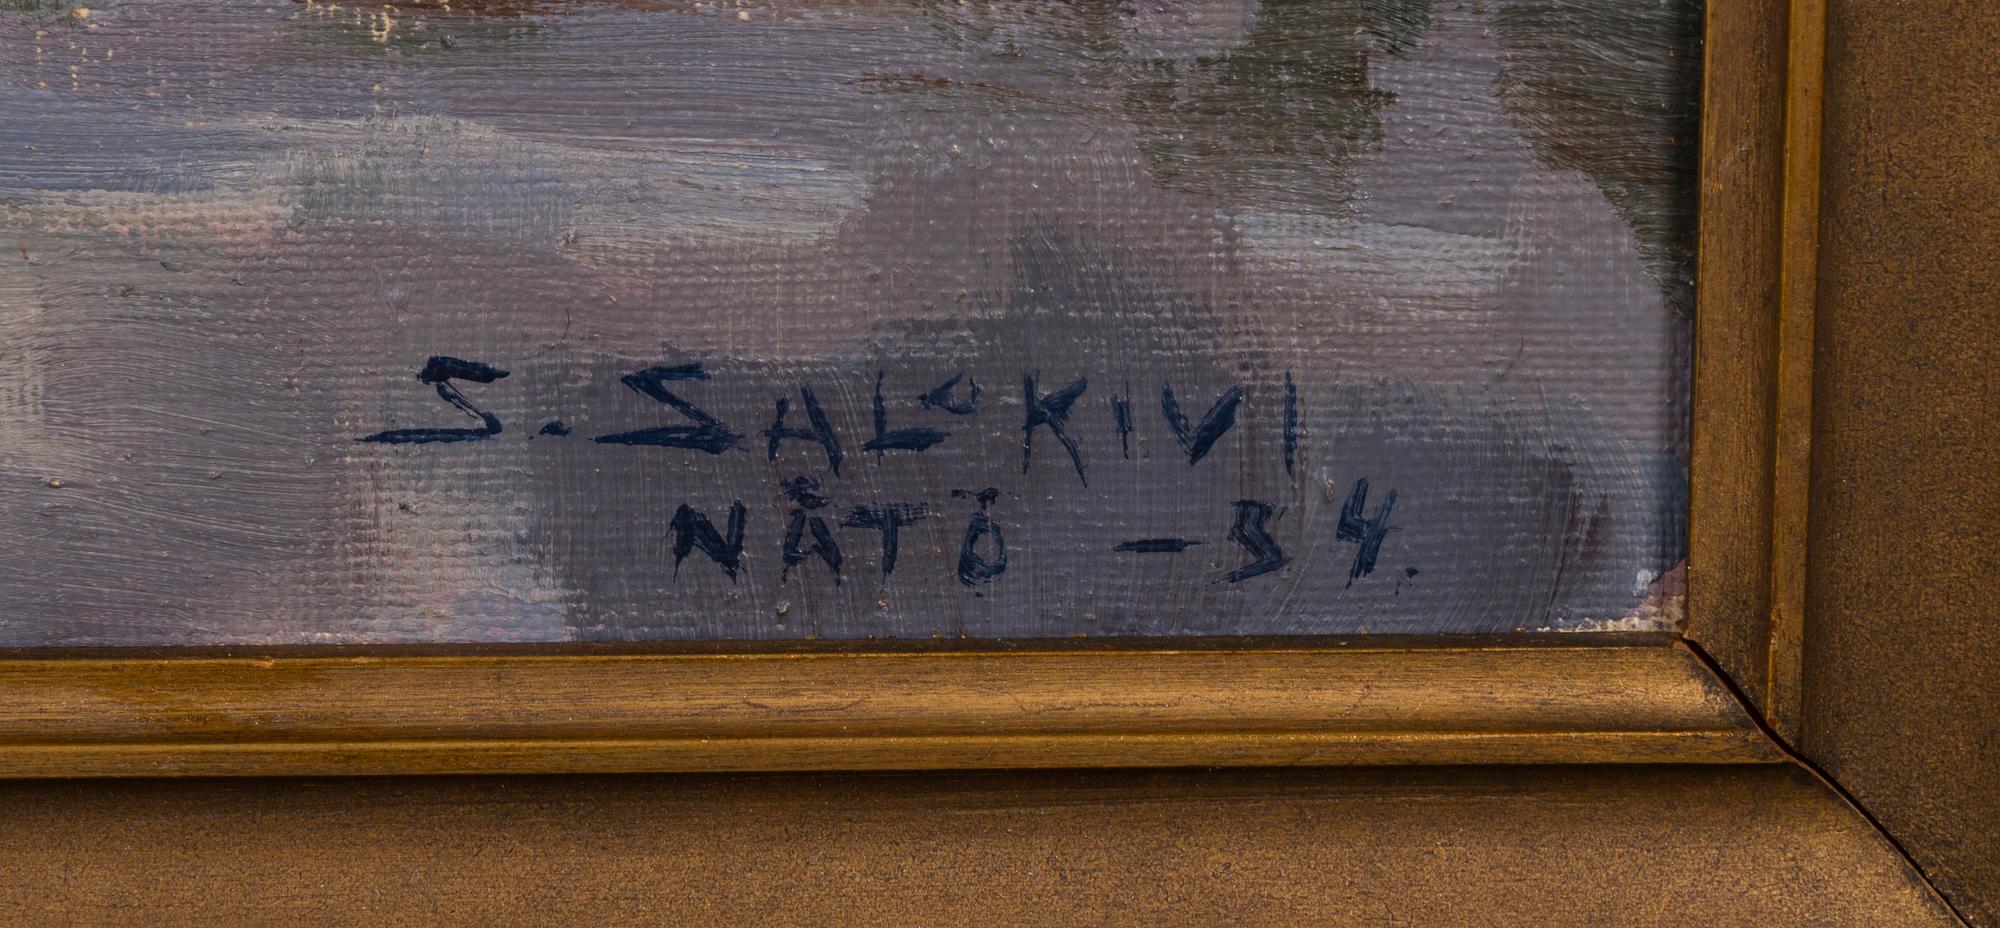 S. SALOKIVI
NÅTÖ – 34.